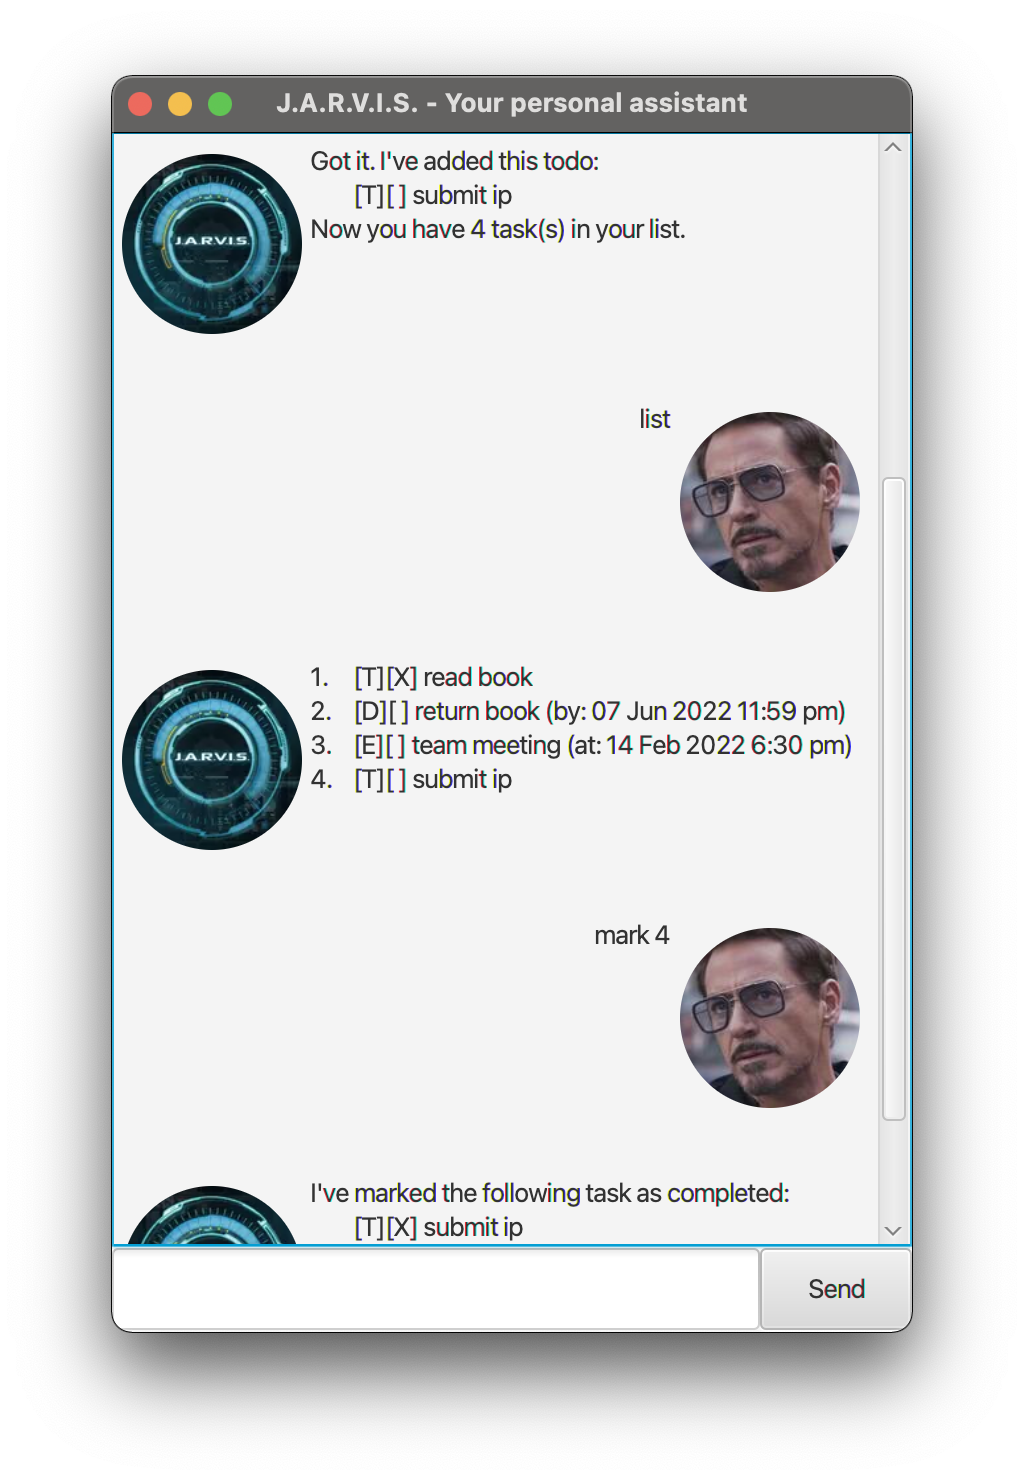 J.A.R.V.I.S. - Your personal assistant
Got it. I've added this todo:
[T][ ] submit ip
Now you have 4 task(s) in your list.
J.A.R.V.I.S.
list
1. [T][X] read book
2. [D][ ] return book (by: 07 Jun 2022 11:59 pm)
3. [E][ ] team meeting (at: 14 Feb 2022 6:30 pm)
4. [T][ ] submit ip
J.A.R.V.I.S.
mark 4
I've marked the following task as completed:
[T][X] submit ip
Send